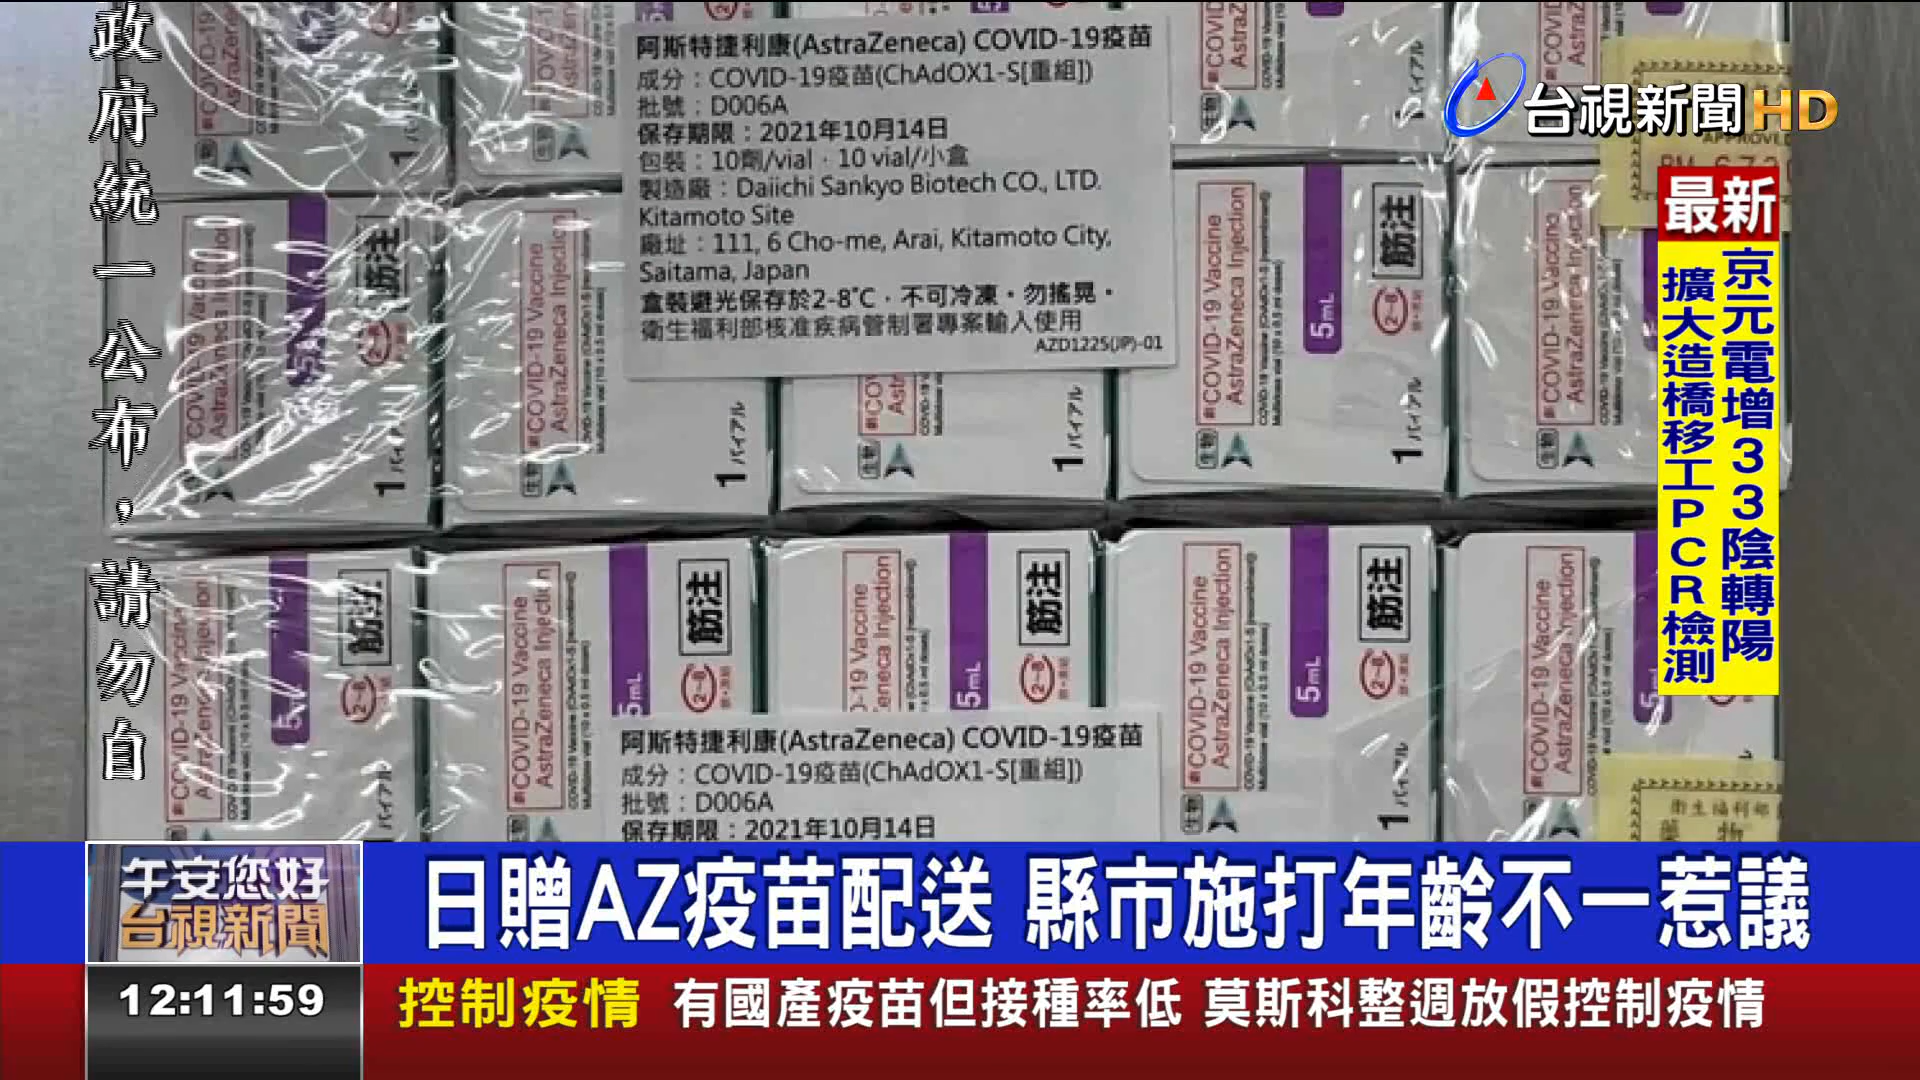 政府統一公布，請勿自
阿斯特捷利康(AstraZeneca) COVID-19疫苗
成分：COVID-19疫苗(ChAdOX1-S[重組])
批號：D006A
保存期限：2021年10月14日
包裝：10劑/vial，10 vial//小盒
製造廠：Daiichi Sankyo Biotech CO., LTD.
Kitamoto Site
廠址：111, 6 Cho-me, Arai, Kitamoto City,
Saitama, Japan
盒裝避光保存於2-8℃，不可冷凍。勿搖晃。
衛生福利部核准疾病管制署專案輸入使用
AZD1225(JP)-01
台視新聞HD
APPROVED
最新
京元電增33陰轉陽
擴大造橋移工PCR檢測
COVID-19 Vaccine
AstraZeneca Injection
5mL
筋注
2-8°
生物
1バイアル
阿斯特捷利康(AstraZeneca) COVID-19疫苗
成分：COVID-19疫苗(ChAdOX1-S[重組])
批號：D006A
保存期限：2021年10月14日
衛生福利部
藥物
午安您好
台視新聞
日贈AZ疫苗配送 縣市施打年齡不一惹議
12:11:59
控制疫情 有國產疫苗但接種率低 莫斯科整週放假控制疫情